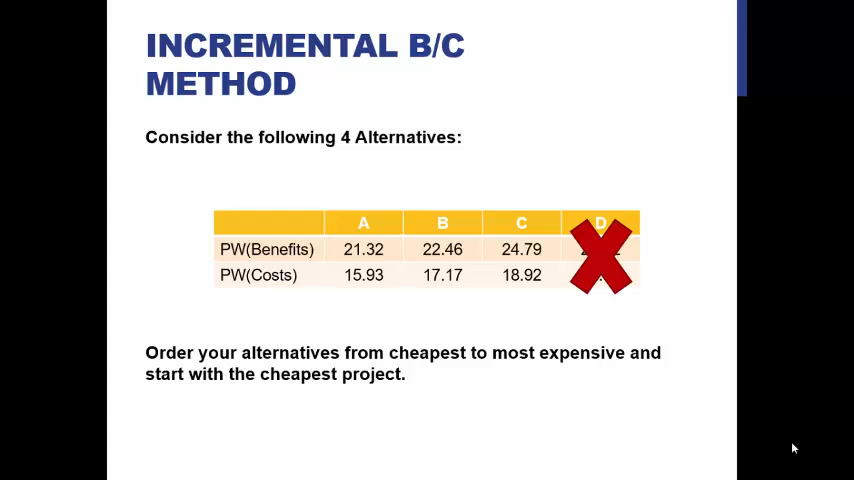 INCREMENTAL B/C
METHOD
Consider the following 4 Alternatives:
A B C D
PW(Benefits) 21.32 22.46 24.79
PW(Costs) 15.93 17.17 18.92
Order your alternatives from cheapest to most expensive and
start with the cheapest project.